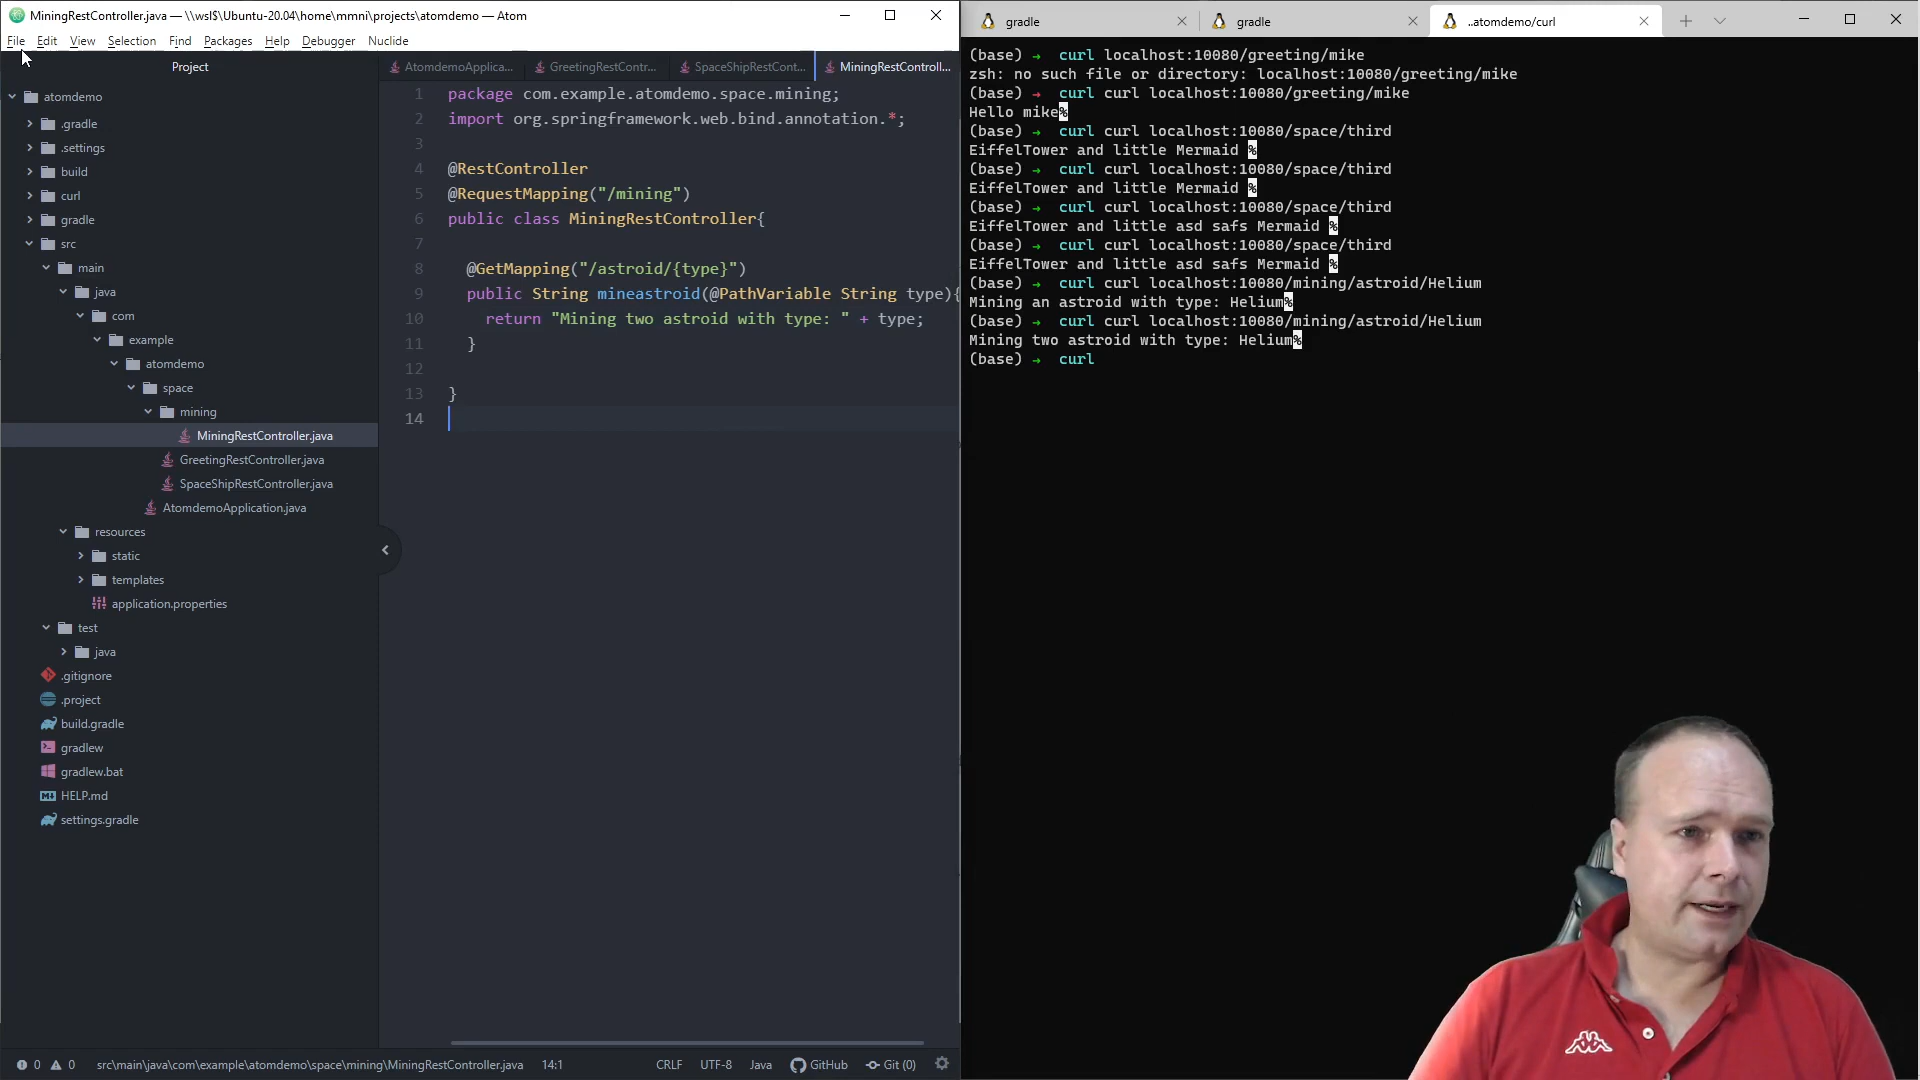 MiningRestController.java — \\wsl$\Ubuntu-20.04\home\mmni\projects\atomdemo — Atom
File Edit View Selection Find Packages Help Debugger Nuclide
Project
atomdemo
.gradle
.settings
build
curl
gradle
src
main
java
com
example
atomdemo
space
mining
MiningRestController.java
GreetingRestController.java
SpaceShipRestController.java
AtomdemoApplication.java
resources
static
templates
application.properties
test
java
.gitignore
.project
build.gradle
gradlew
gradlew.bat
HELP.md
settings.gradle
AtomdemoApplica... GreetingRestContr... SpaceShipRestCont... MiningRestControll...
1 package com.example.atomdemo.space.mining;
2 import org.springframework.web.bind.annotation.*;
3
4 @RestController
5 @RequestMapping("/mining")
6 public class MiningRestController{
7
8 @GetMapping("/astroid/{type}")
9 public String mineastroid(@PathVariable String type){
10 return "Mining two astroid with type: " + type;
11 }
12
13 }
14
0 0 src\main\java\com\example\atomdemo\space\mining\MiningRestController.java 14:1 CRLF UTF-8 Java GitHub Git (0)
gradle gradle ..atomdemo/curl
(base) → curl localhost:10080/greeting/mike
zsh: no such file or directory: localhost:10080/greeting/mike
(base) → curl curl localhost:10080/greeting/mike
Hello mike%
(base) → curl curl localhost:10080/space/third
EiffelTower and little Mermaid %
(base) → curl curl localhost:10080/space/third
EiffelTower and little Mermaid %
(base) → curl curl localhost:10080/space/third
EiffelTower and little asd safs Mermaid %
(base) → curl curl localhost:10080/space/third
EiffelTower and little asd safs Mermaid %
(base) → curl curl localhost:10080/mining/astroid/Helium
Mining an astroid with type: Helium%
(base) → curl curl localhost:10080/mining/astroid/Helium
Mining two astroid with type: Helium%
(base) → curl